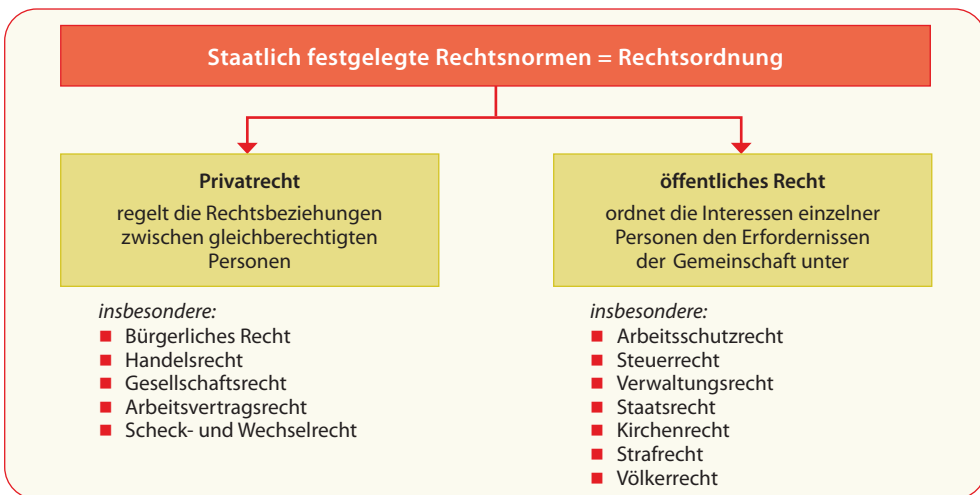 Staatlich festgelegte Rechtsnormen = Rechtsordnung
Privatrecht
regelt die Rechtsbeziehungen
zwischen gleichberechtigten
Personen
insbesondere:
■ Bürgerliches Recht
■ Handelsrecht
■ Gesellschaftsrecht
■ Arbeitsvertragsrecht
■ Scheck- und Wechselrecht
öffentliches Recht
ordnet die Interessen einzelner
Personen den Erfordernissen
der Gemeinschaft unter
insbesondere:
■ Arbeitsschutzrecht
■ Steuerrecht
■ Verwaltungsrecht
■ Staatsrecht
■ Kirchenrecht
■ Strafrecht
■ Völkerrecht